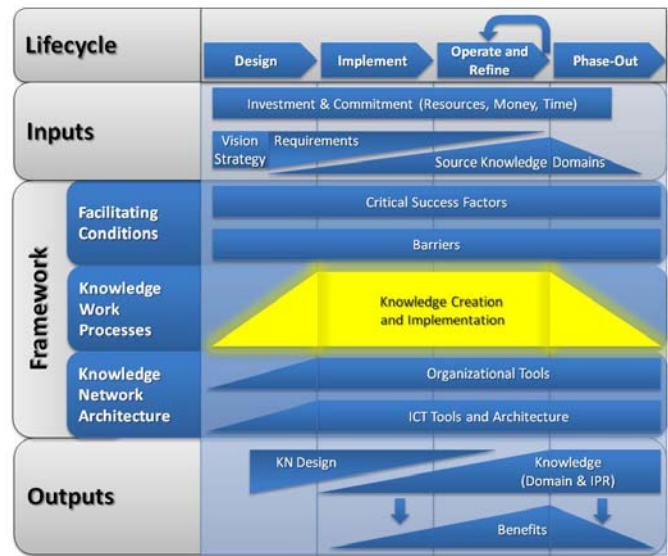 Lifecycle
Design
Implement
Operate and
Refine
Phase-Out
Inputs
Investment & Commitment (Resources, Money, Time)
Vision
Strategy
Requirements
Source Knowledge Domains
Framework
Facilitating
Conditions
Critical Success Factors
Barriers
Knowledge
Work
Processes
Knowledge Creation
and Implementation
Knowledge
Network
Architecture
Organizational Tools
ICT Tools and Architecture
Outputs
KN Design
Knowledge
(Domain & IPR)
Benefits